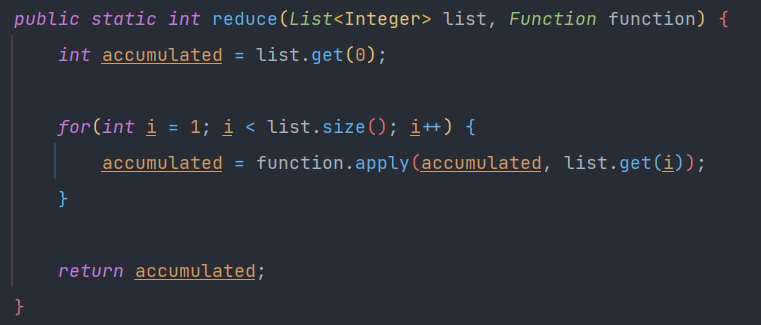 public static int reduce(List<Integer> list, Function function) {
    int accumulated = list.get(0);
    for(int i = 1; i < list.size(); i++) {
        accumulated = function.apply(accumulated, list.get(i));
    }
    return accumulated;
}